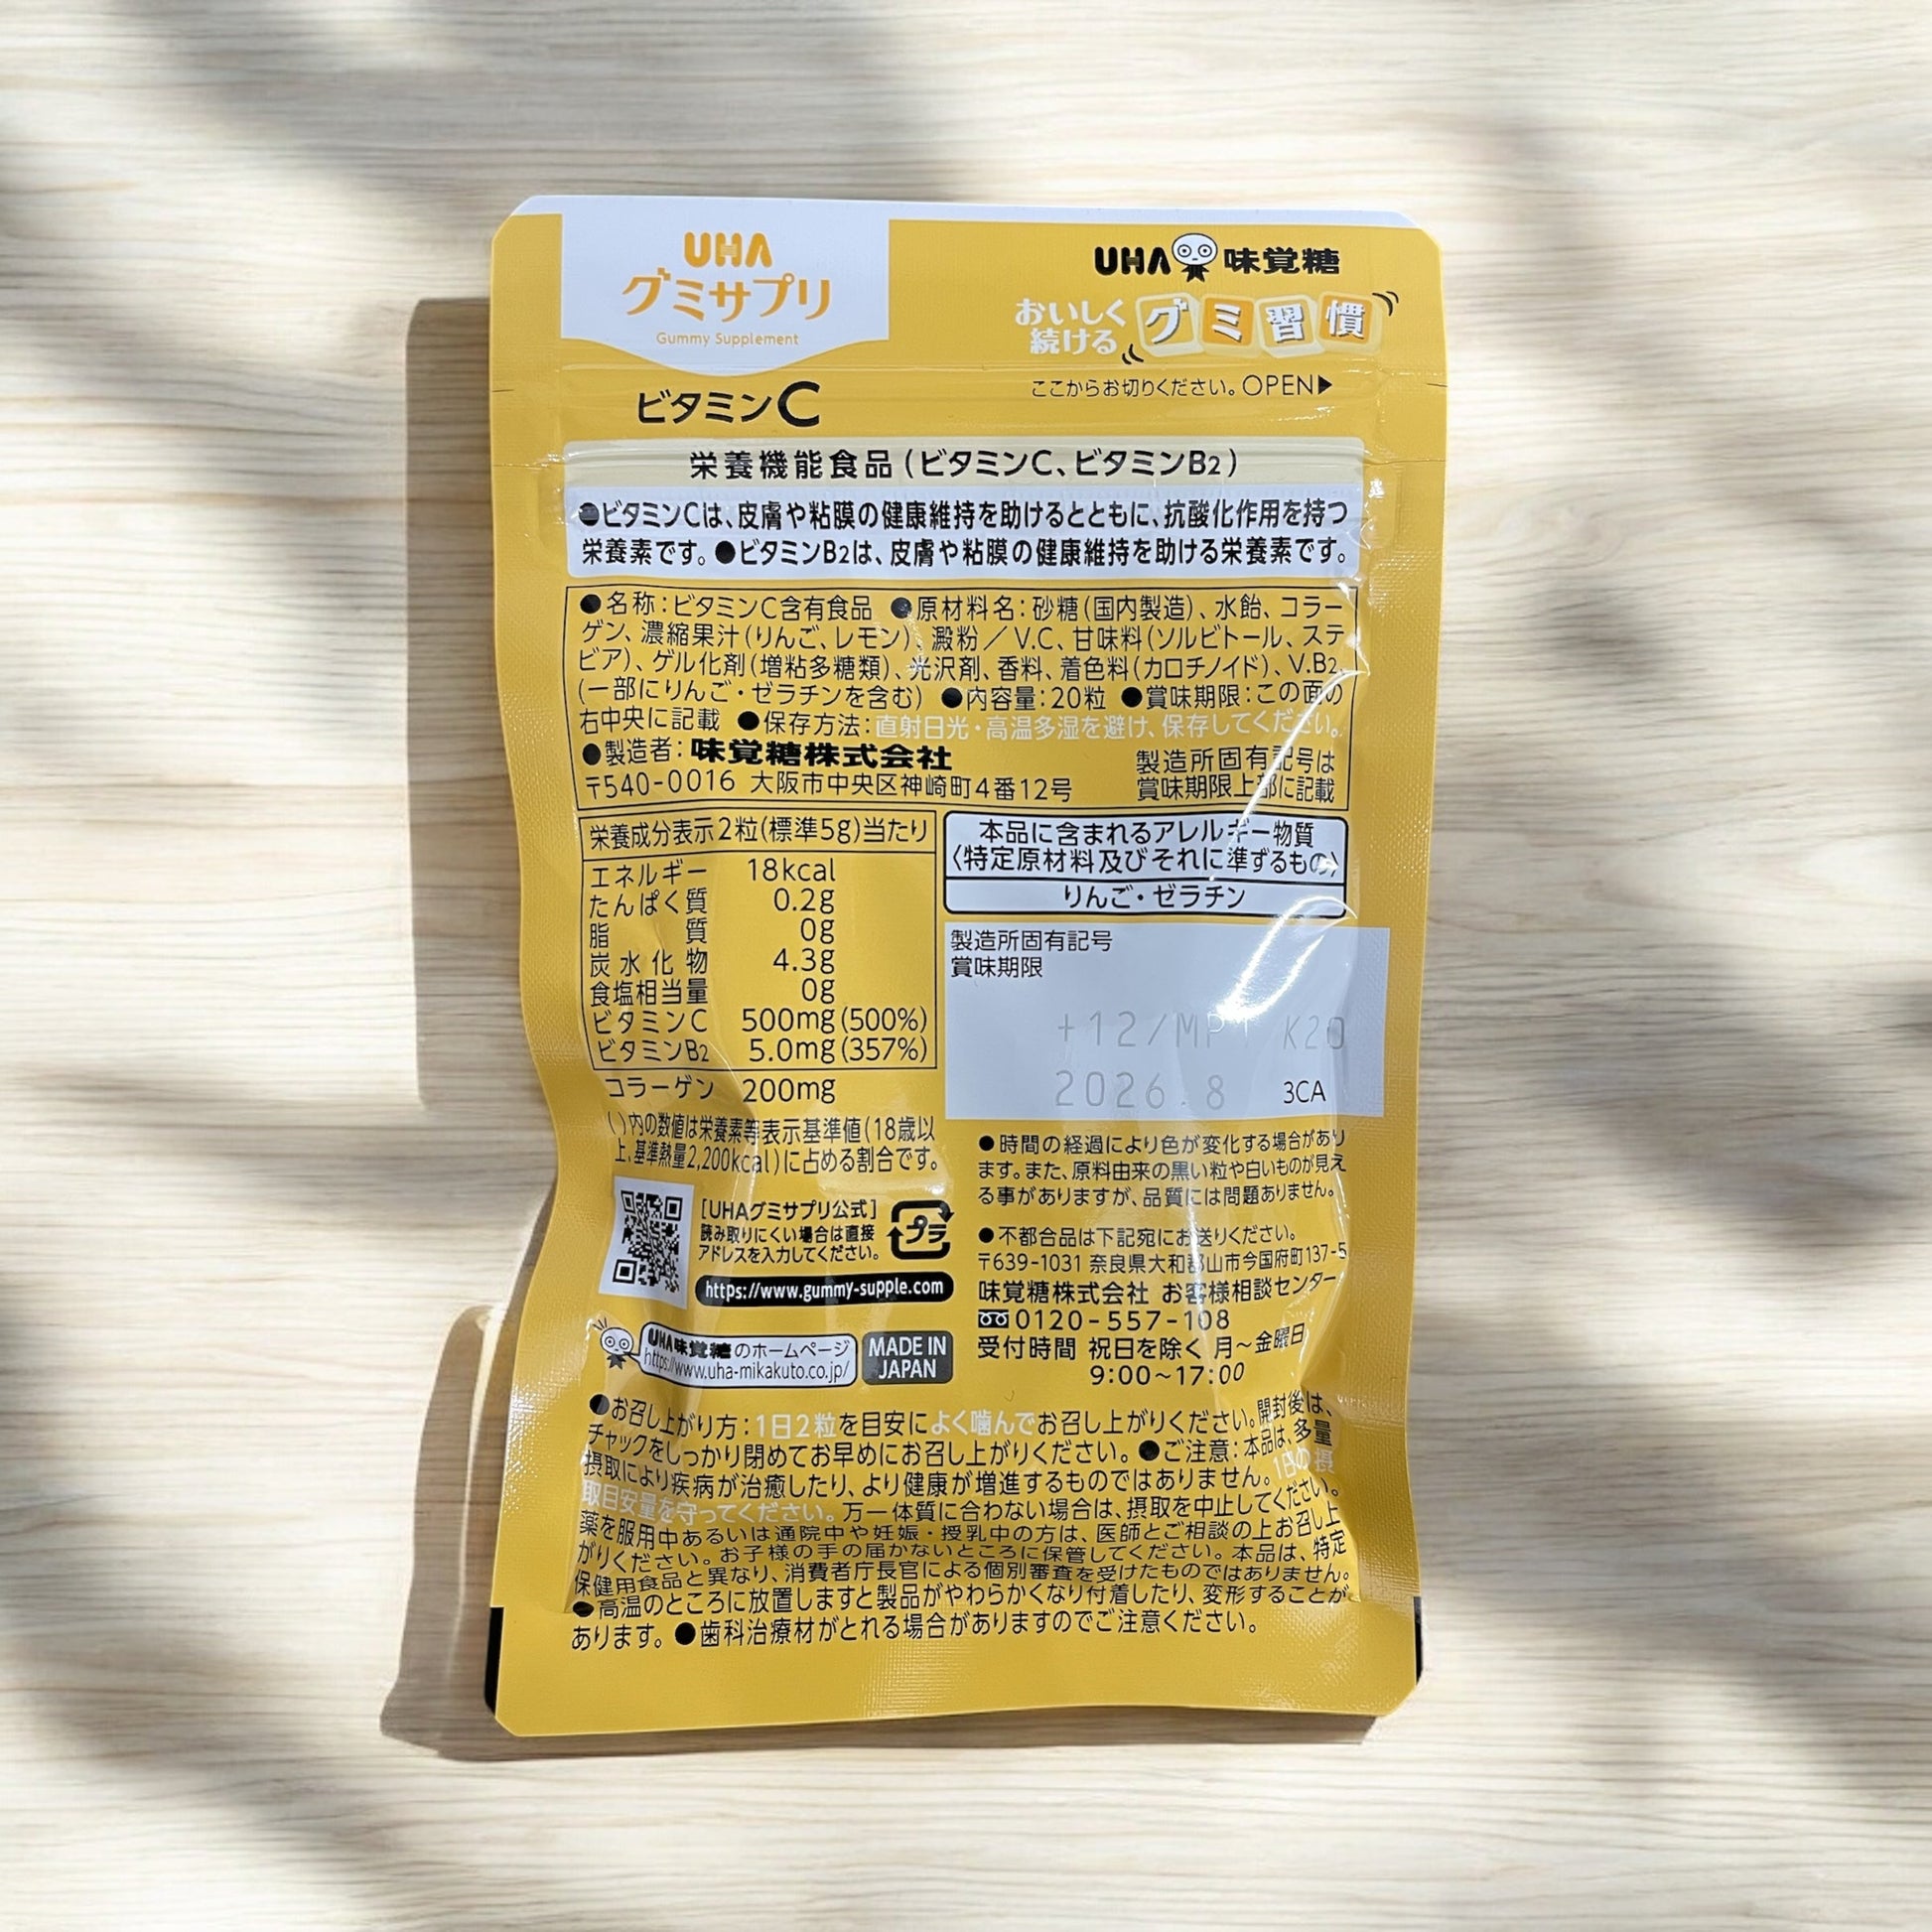 UHA
グミサプリ
Gummy Supplement
ビタミンC
UHA味覚糖
おいしく
続ける
グミ習慣
ここからお切りください。OPEN▶
栄養機能食品(ビタミンC、ビタミンB2)
●ビタミンCは、皮膚や粘膜の健康維持を助けるとともに、抗酸化作用を持つ
栄養素です。●ビタミンB2は、皮膚や粘膜の健康維持を助ける栄養素です。
●名称:ビタミンC含有食品 ●原材料名:砂糖(国内製造)、水飴、コラー
ゲン、濃縮果汁(りんご、レモン)、澱粉/V.C、甘味料(ソルビトール、ステ
ビア)、ゲル化剤(増粘多糖類)、光沢剤、香料、着色料(カロチノイド)、V.B2、
(一部にりんご・ゼラチンを含む) ●内容量:20粒 ●賞味期限:この面の
右中央に記載 ●保存方法:直射日光・高温多湿を避け、保存してください。
●製造者:味覚糖株式会社
〒540-0016 大阪市中央区神崎町4番12号
製造所固有記号は
賞味期限上部に記載
栄養成分表示2粒(標準5g)当たり
エネルギー 18kcal
たんぱく質 0.2g
脂質 0g
炭水化物 4.3g
食塩相当量 0g
ビタミンC 500mg(500%)
ビタミンB2 5.0mg(357%)
コラーゲン 200mg
( )内の数値は栄養素等表示基準値(18歳以
上、基準熱量2,200kcal)に占める割合です。
本品に含まれるアレルギー物質
〈特定原材料及びそれに準ずるもの〉
りんご・ゼラチン
製造所固有記号
賞味期限
+12/MP K20
2026.8 3CA
●時間の経過により色が変化する場合があり
ます。また、原料由来の黒い粒や白いものが見え
る事がありますが、品質には問題ありません。
●不都合品は下記宛にお送りください。
〒639-1031 奈良県大和郡山市今国府町137-5
味覚糖株式会社 お客様相談センター
0120-557-108
受付時間 祝日を除く 月~金曜日
9:00~17:00
[UHAグミサプリ公式]
読み取りにくい場合は直接
アドレスを入力してください。
プラ
https://www.gummy-supple.com
UHA味覚糖のホームページ
https://www.uha-mikakuto.co.jp/
MADE IN
JAPAN
●お召し上がり方:1日2粒を目安によく噛んでお召し上がりください。開封後は、
チャックをしっかり閉めてお早めにお召し上がりください。●ご注意:本品は、多量
摂取により疾病が治癒したり、より健康が増進するものではありません。1日の摂
取目安量を守ってください。万一体質に合わない場合は、摂取を中止してください。
薬を服用中あるいは通院中や妊娠・授乳中の方は、医師とご相談の上お召し上
がりください。お子様の手の届かないところに保管してください。本品は、特定
保健用食品と異なり、消費者庁長官による個別審査を受けたものではありません。
●高温のところに放置しますと製品がやわらかくなり付着したり、変形することが
あります。●歯科治療材がとれる場合がありますのでご注意ください。